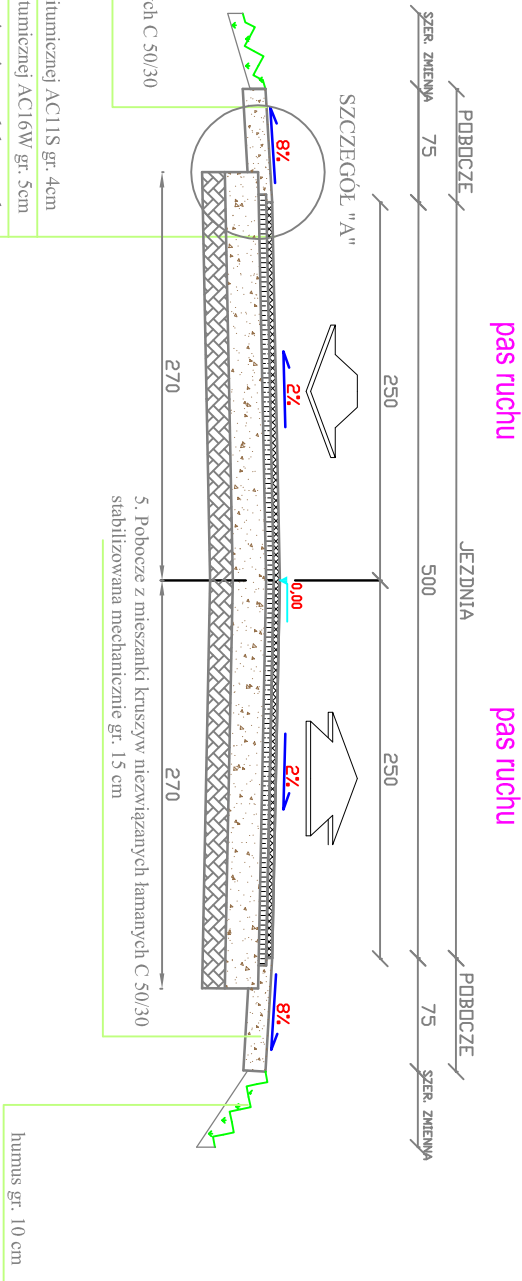 pas ruchu
pas ruchu
POBOCZE
JEZDNIA
POBOCZE
SZER. ZMIENNA
75
500
75
SZER. ZMIENNA
250
250
SZCZEGÓŁ "A"
8%
2%
0,00
2%
8%
270
270
ch C 50/30
5. Pobocze z mieszanki kruszyw niezwiązanych łamanych C 50/30
stabilizowana mechanicznie gr. 15 cm
itumicznej AC11S gr. 4cm
tumicznej AC16W gr. 5cm
humus gr. 10 cm